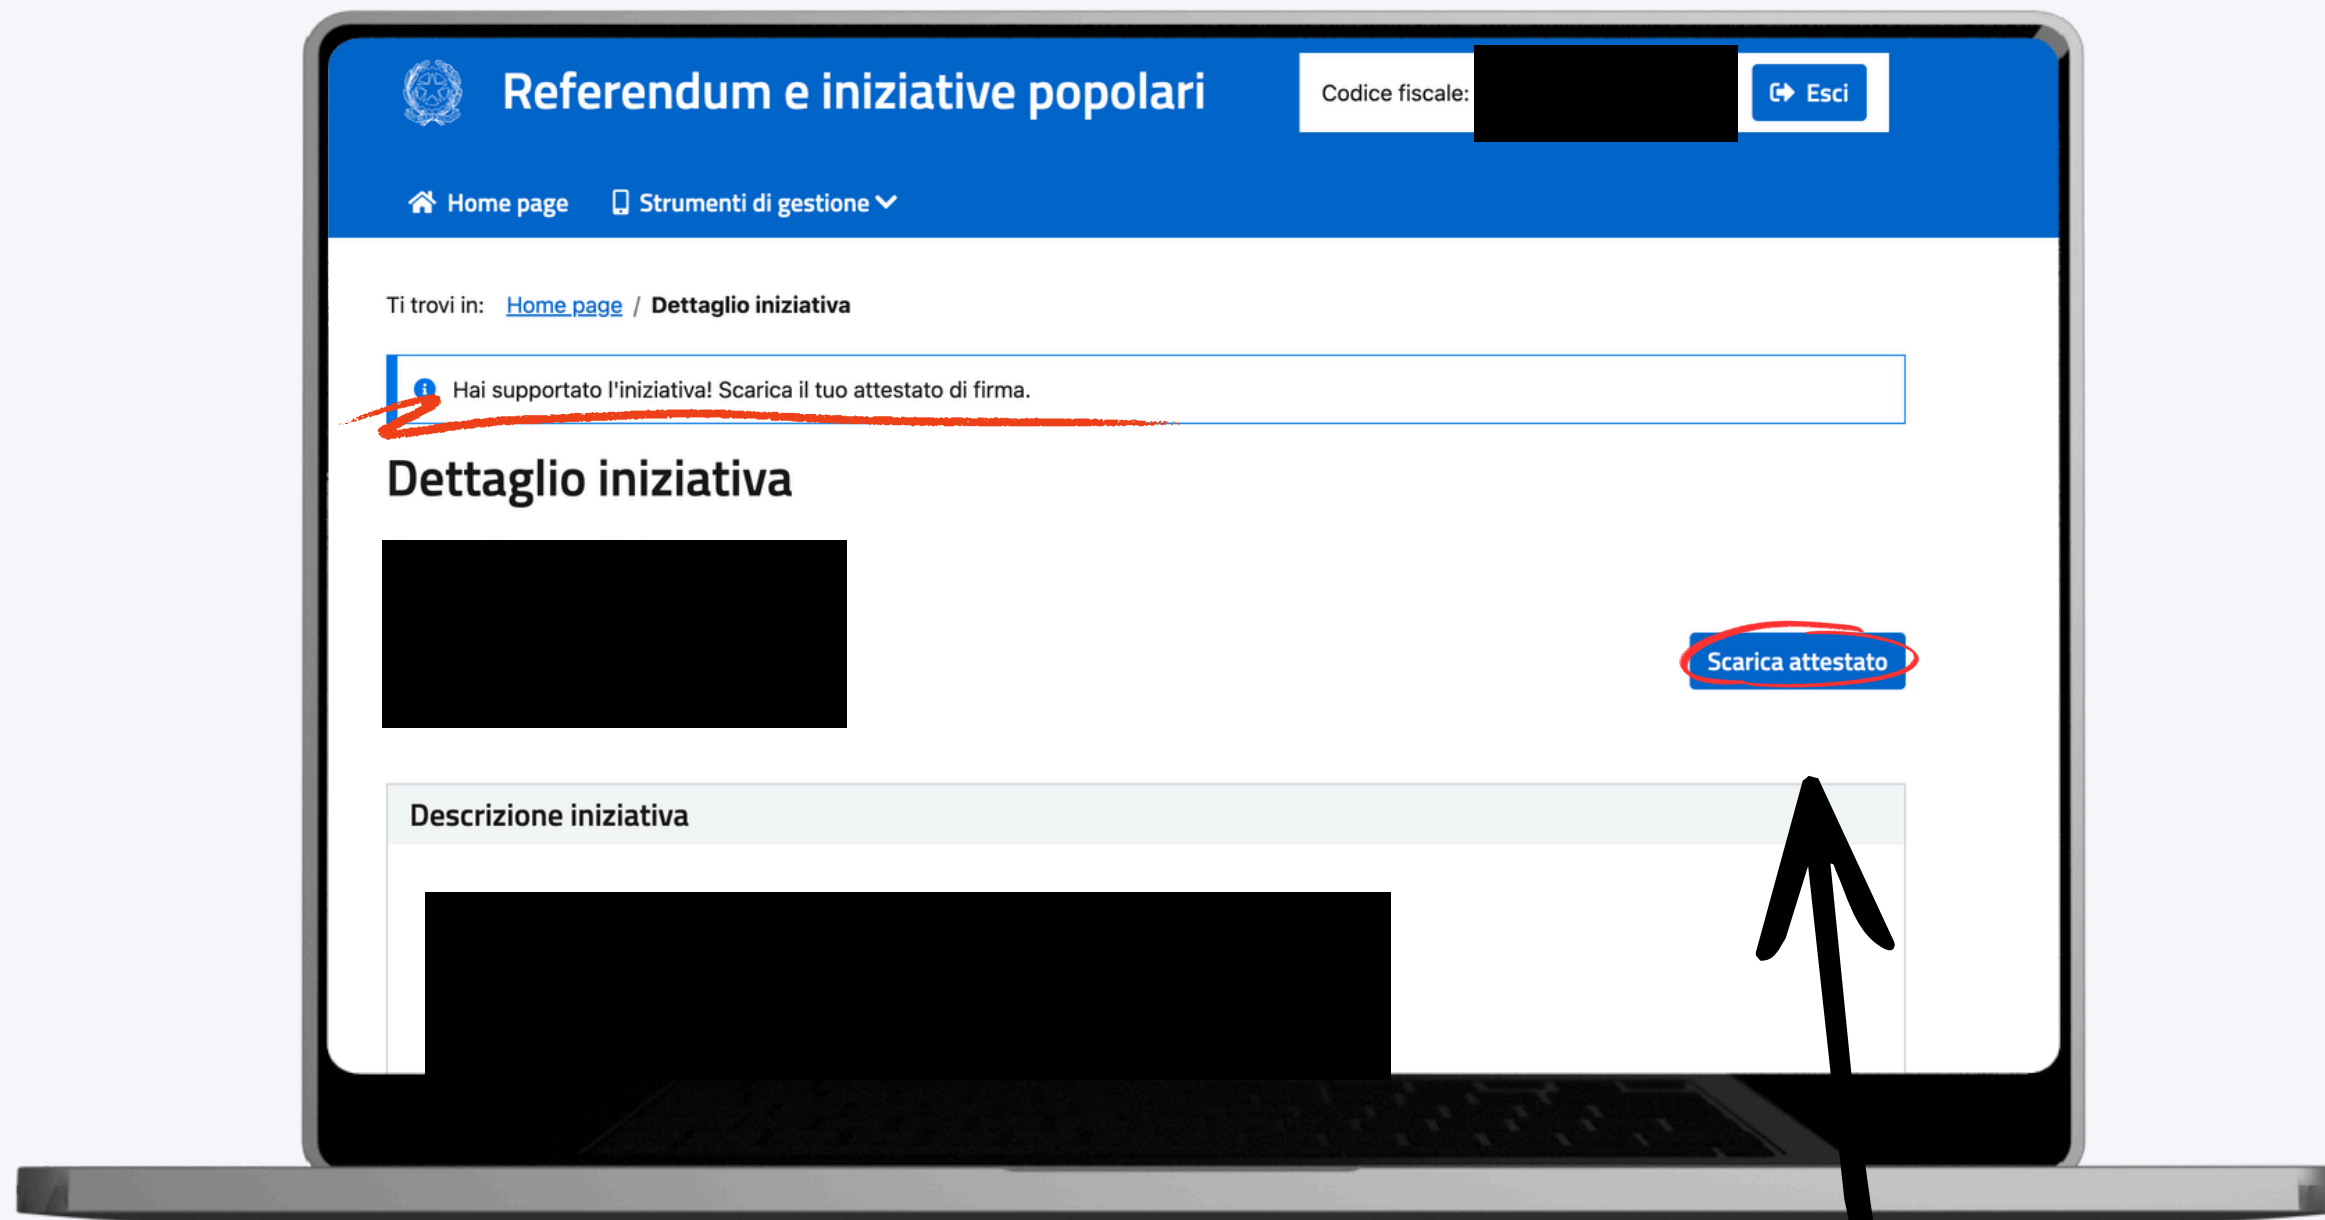 Referendum e iniziative popolari
Codice fiscale:
Esci
Home page
Strumenti di gestione
Ti trovi in: Home page / Dettaglio iniziativa
Hai supportato l'iniziativa! Scarica il tuo attestato di firma.
Dettaglio iniziativa
Scarica attestato
Descrizione iniziativa